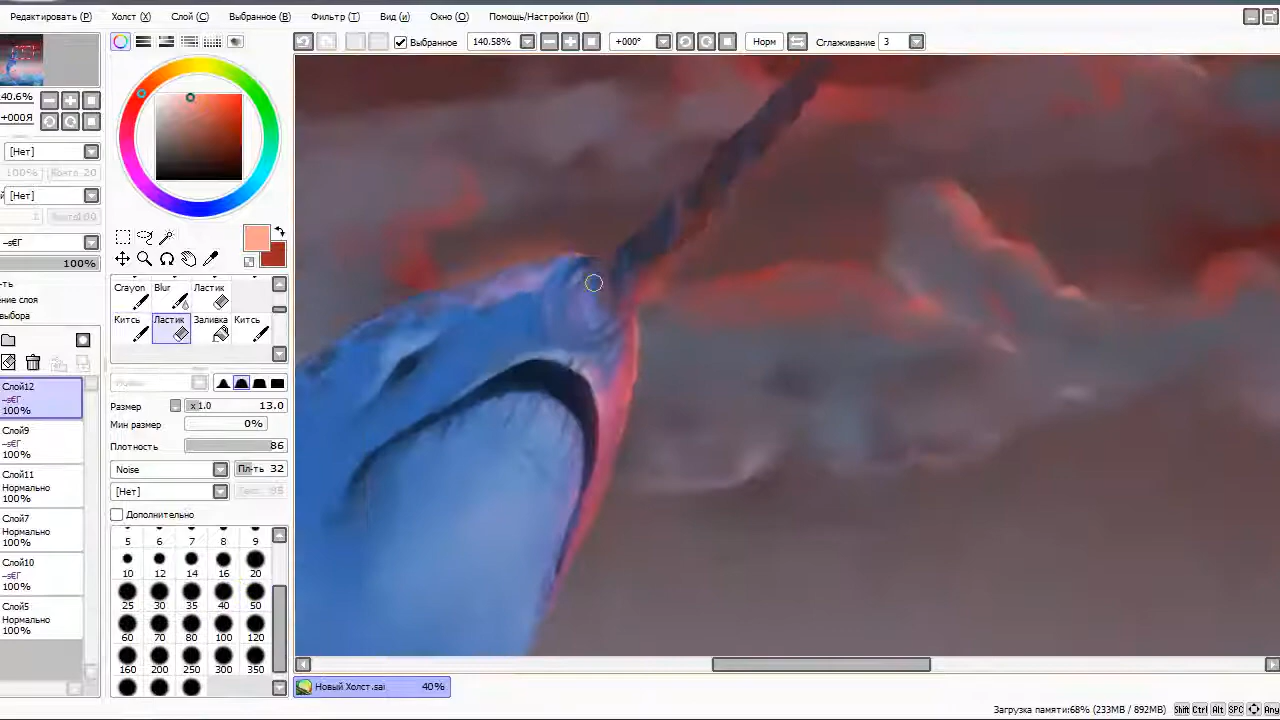 Редактировать (P) Холст (X) Слой (C) Выбранное (B) Фильтр (T) Вид (и) Окно (O) Помощь/Настройки (П)
Выбранное 140.58% +000° Норм Сглаживание 3
40.6%
+000Я
[Нет]
100%
[Нет]
100%
ение слоя
выбора
Crayon Blur Ластик
Китсь Ластик Заливка Китсь
Размер x1.0 13.0
Мин размер 0%
Плотность 86
Noise Пл-ть 32
[Нет]
Дополнительно
5 6 7 8 9
10 12 14 16 20
25 30 35 40 50
60 70 80 100 120
160 200 250 300 350
Слой12
100%
Слой9
100%
Слой11
Нормально
100%
Слой7
Нормально
100%
Слой10
100%
Слой5
Нормально
100%
Новый Холст.sai 40%
Загрузка памяти:68% (233MB / 892MB) Shift Ctrl Alt SPC Any